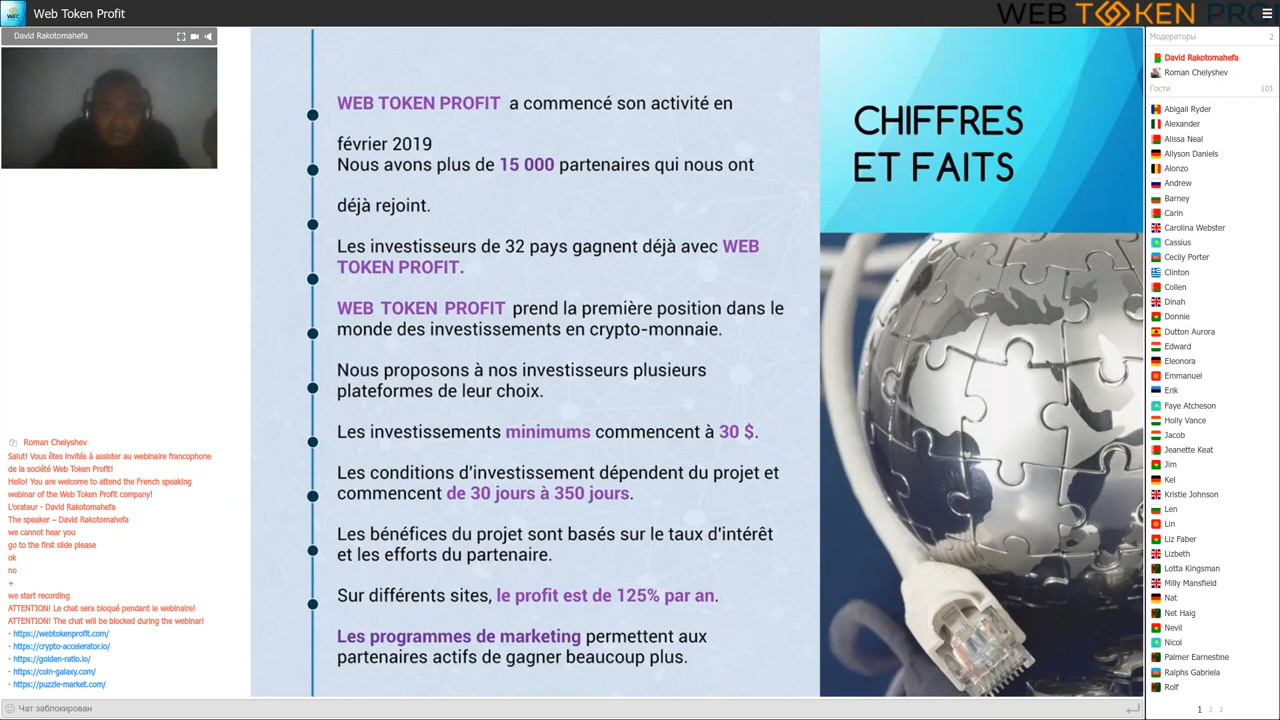 Web Token Profit
WEB TOKEN PROF
David Rakotomahefa
WEB TOKEN PROFIT a commencé son activité en
février 2019
Nous avons plus de 15 000 partenaires qui nous ont
déjà rejoint.
Les investisseurs de 32 pays gagnent déjà avec WEB
TOKEN PROFIT.
WEB TOKEN PROFIT prend la première position dans le
monde des investissements en crypto-monnaie.
Nous proposons à nos investisseurs plusieurs
plateformes de leur choix.
Les investissements minimums commencent à 30 $.
Les conditions d'investissement dépendent du projet et
commencent de 30 jours à 350 jours.
Les bénéfices du projet sont basés sur le taux d'intérêt
et les efforts du partenaire.
Sur différents sites, le profit est de 125% par an.
Les programmes de marketing permettent aux
partenaires actifs de gagner beaucoup plus.
CHIFFRES
ET FAITS
Roman Chelyshev
Salut! Vous êtes invités à assister au webinaire francophone
de la société Web Token Profit!
Hello! You are welcome to attend the French speaking
webinar of the Web Token Profit company!
L'orateur - David Rakotomahefa
The speaker – David Rakotomahefa
we cannot hear you
go to the first slide please
ok
no
+
we start recording
ATTENTION! Le chat sera bloqué pendant le webinaire!
ATTENTION! The chat will be blocked during the webinar!
- https://webtokenprofit.com/
- https://crypto-accelerator.io/
- https://golden-ratio.io/
- https://coin-galaxy.com/
- https://puzzle-market.com/
Чат заблокирован
Модераторы 2
David Rakotomahefa
Roman Chelyshev
Гости 101
Abigail Ryder
Alexander
Alissa Neal
Allyson Daniels
Alonzo
Andrew
Barney
Carin
Carolina Webster
Cassius
Cecily Porter
Clinton
Collen
Dinah
Donnie
Dutton Aurora
Edward
Eleonora
Emmanuel
Erik
Faye Atcheson
Holly Vance
Jacob
Jeanette Keat
Jim
Kel
Kristie Johnson
Len
Lin
Liz Faber
Lizbeth
Lotta Kingsman
Milly Mansfield
Nat
Net Haig
Nevil
Nicol
Palmer Earnestine
Ralphs Gabriela
Rolf
1 2 3